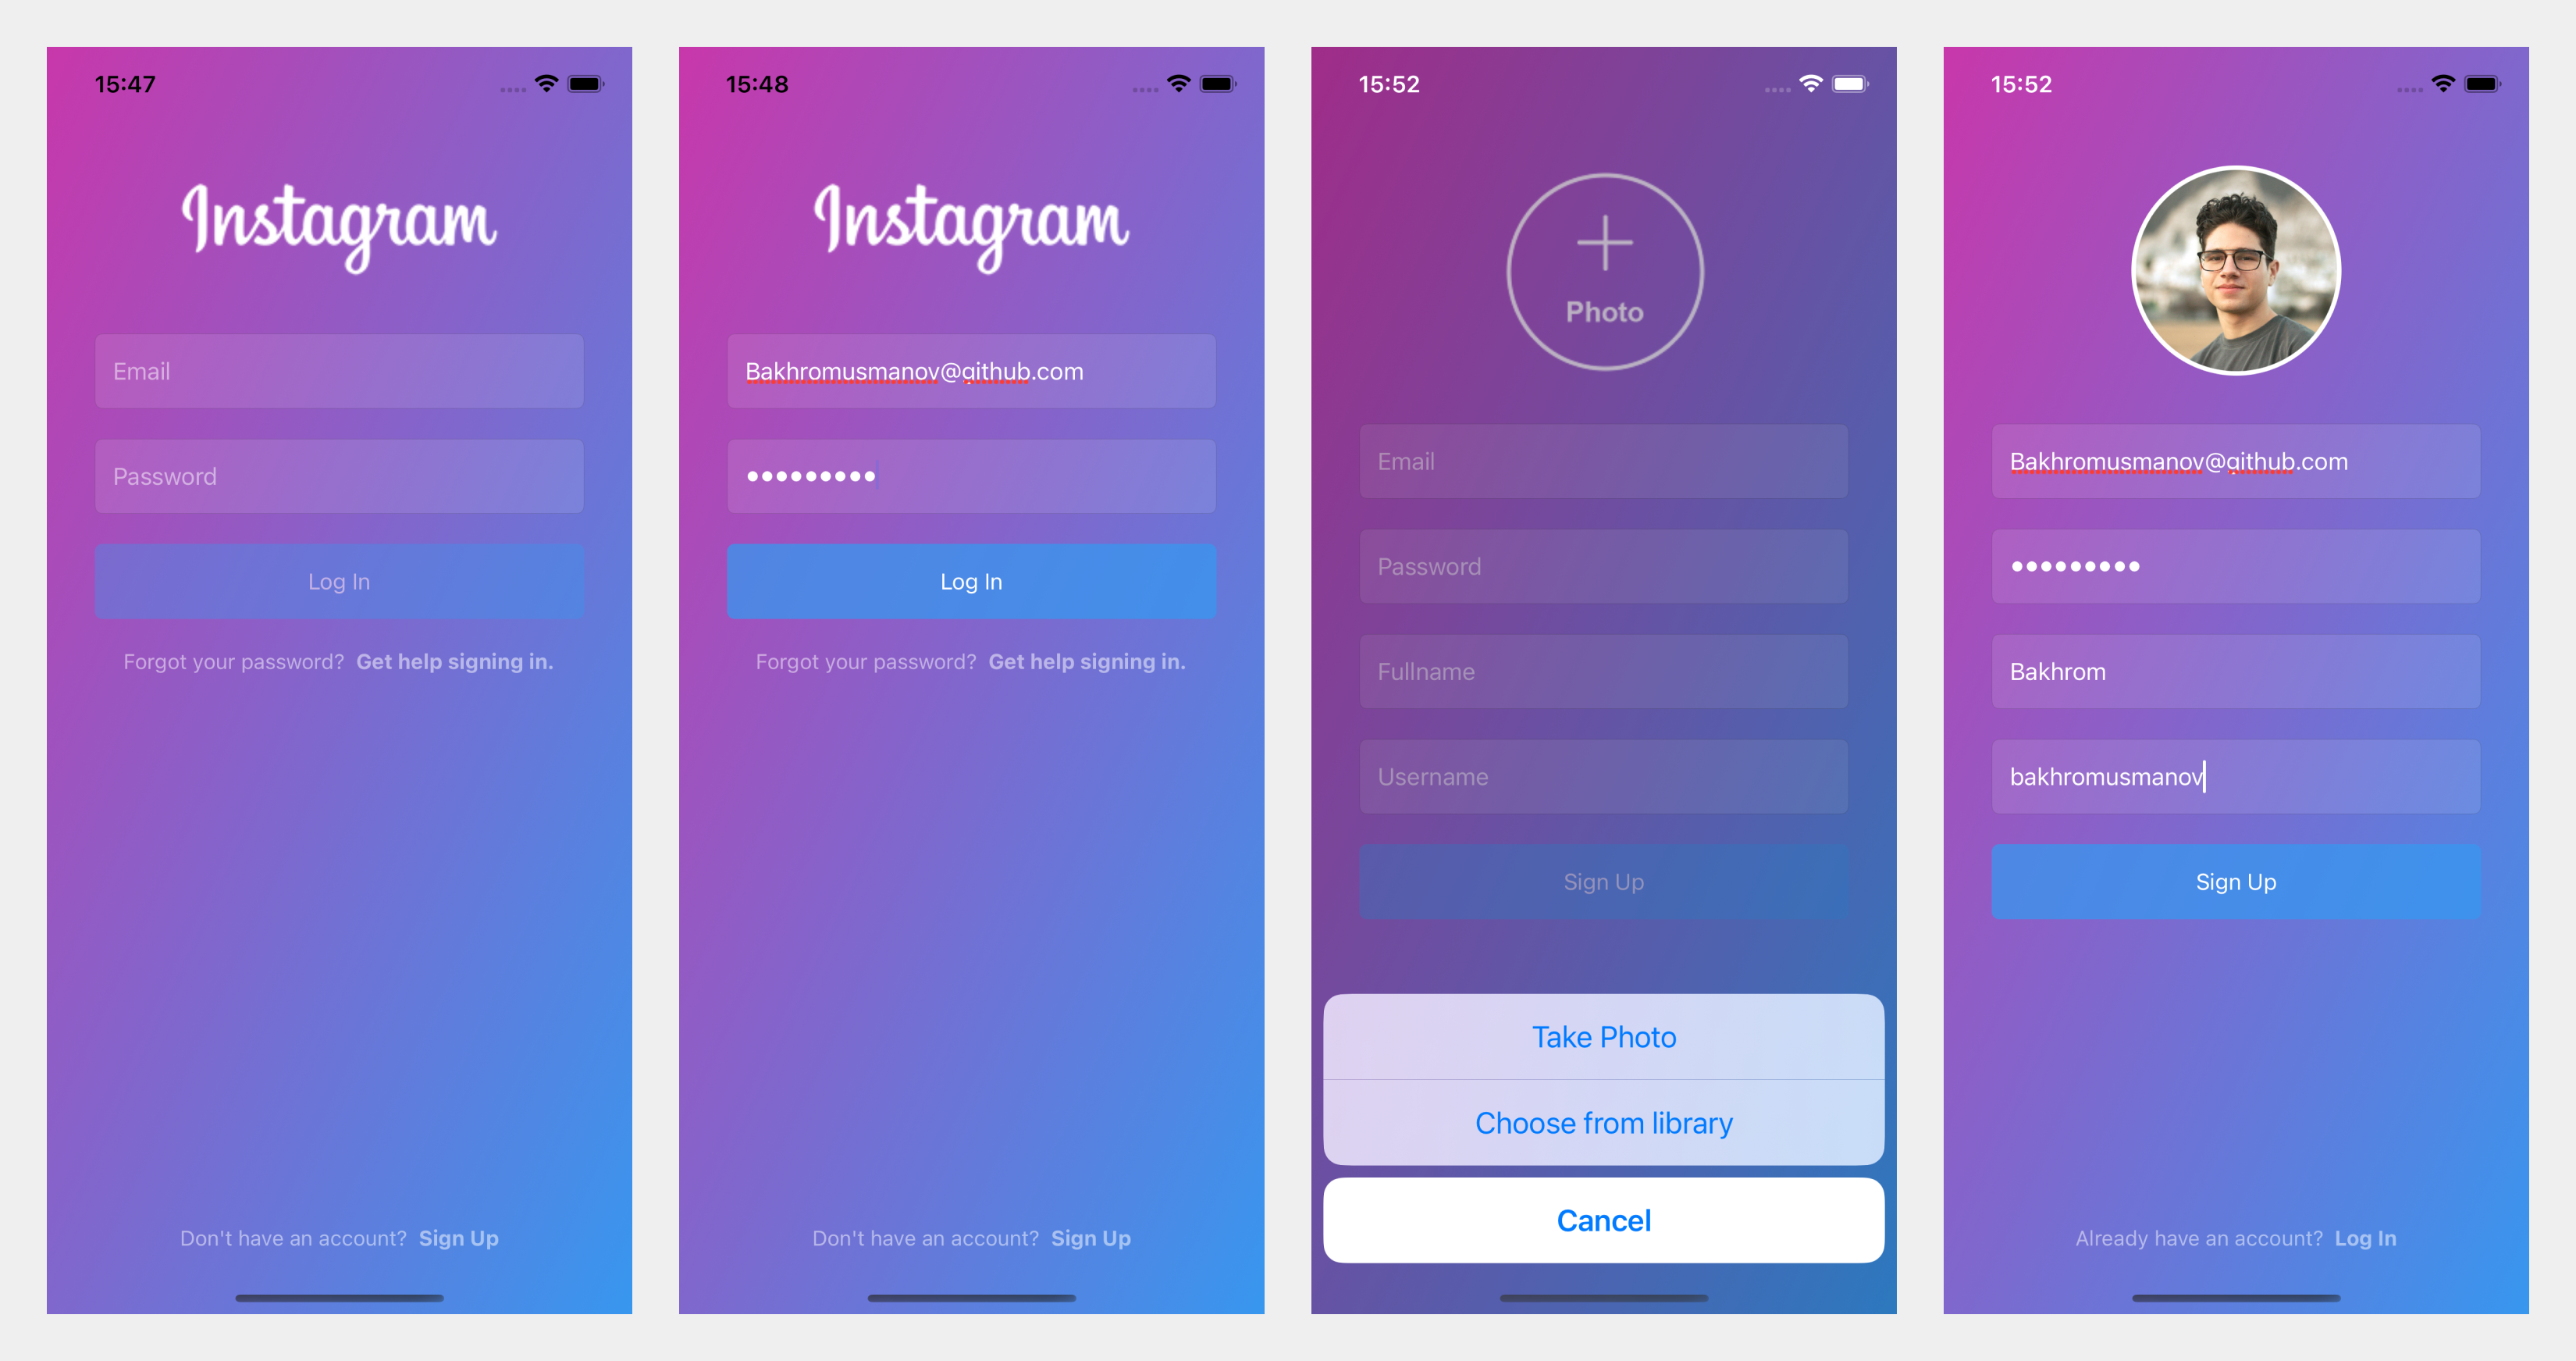 15:47
Instagram
Email
Password
Log In
Forgot your password? Get help signing in.
Don't have an account? Sign Up
15:48
Instagram
Bakhromusmanov@github.com
•••••••••
Log In
Forgot your password? Get help signing in.
Don't have an account? Sign Up
15:52
Photo
Email
Password
Fullname
Username
Sign Up
Take Photo
Choose from library
Cancel
15:52
Bakhromusmanov@github.com
•••••••••
Bakhrom
bakhromusmanov
Sign Up
Already have an account? Log In